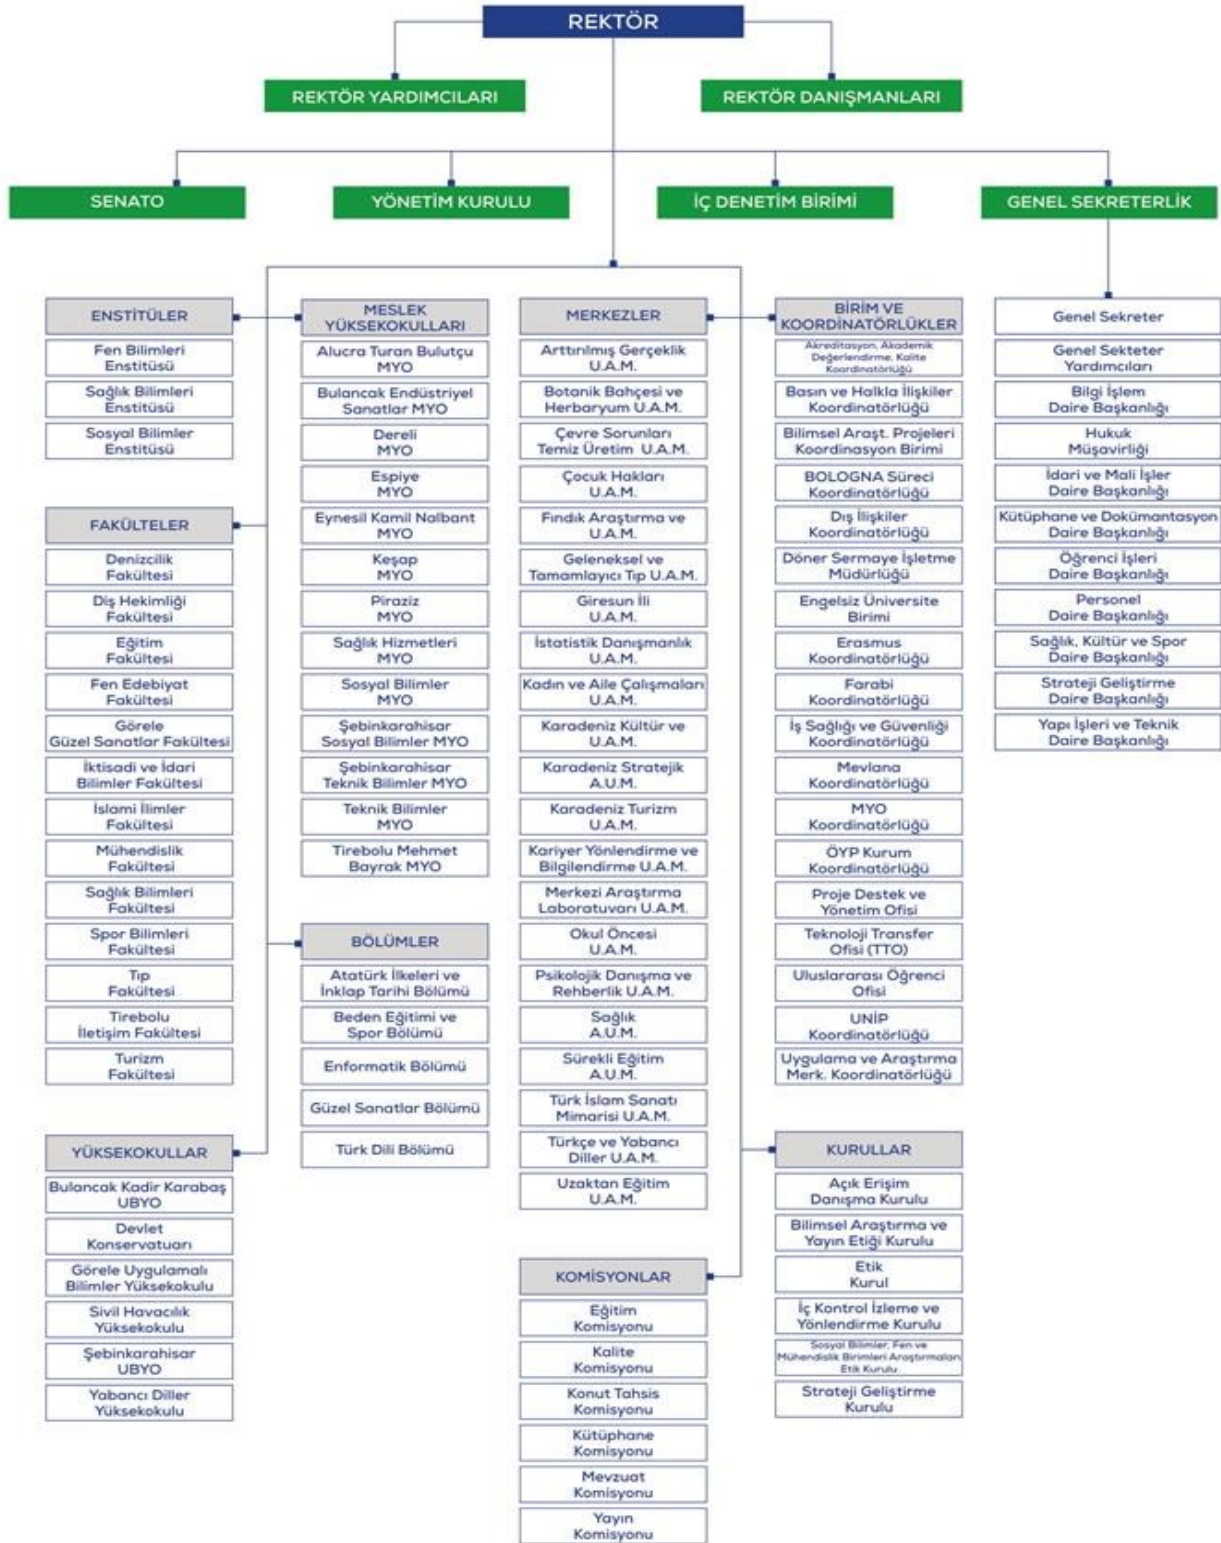 REKTÖR
REKTÖR YARDIMCILARI
REKTÖR DANIŞMANLARI
SENATO
YÖNETİM KURULU
İÇ DENETİM BİRİMİ
GENEL SEKRETERLİK
ENSTİTÜLER
Fen Bilimleri
Enstitüsü
Sağlık Bilimleri
Enstitüsü
Sosyal Bilimler
Enstitüsü
FAKÜLTELER
Denizcilik
Fakültesi
Diş Hekimliği
Fakültesi
Eğitim
Fakültesi
Fen Edebiyat
Fakültesi
Görele
Güzel Sanatlar Fakültesi
İktisadi ve İdari
Bilimler Fakültesi
İslami İlimler
Fakültesi
Mühendislik
Fakültesi
Sağlık Bilimleri
Fakültesi
Spor Bilimleri
Fakültesi
Tıp
Fakültesi
Tirebolu
İletişim Fakültesi
Turizm
Fakültesi
YÜKSEKOKULLAR
Bulancak Kadir Karabaş
UBYO
Devlet
Konservatuarı
Görele Uygulamalı
Bilimler Yüksekokulu
Sivil Havacılık
Yüksekokulu
Şebinkarahisar
UBYO
Yabancı Diller
Yüksekokulu
MESLEK
YÜKSEKOKULLARI
Alucra Turan Bulutçu
MYO
Bulancak Endüstriyel
Sanatlar MYO
Dereli
MYO
Espiye
MYO
Eynesil Kamil Nalbant
MYO
Keşap
MYO
Piraziz
MYO
Sağlık Hizmetleri
MYO
Sosyal Bilimler
MYO
Şebinkarahisar
Sosyal Bilimler MYO
Şebinkarahisar
Teknik Bilimler MYO
Teknik Bilimler
MYO
Tirebolu Mehmet
Bayrak MYO
BÖLÜMLER
Atatürk İlkeleri ve
İnklap Tarihi Bölümü
Beden Eğitimi ve
Spor Bölümü
Enformatik Bölümü
Güzel Sanatlar Bölümü
Türk Dili Bölümü
MERKEZLER
Arttırılmış Gerçeklik
U.A.M.
Botanik Bahçesi ve
Herbaryum U.A.M.
Çevre Sorunları
Temiz Üretim U.A.M.
Çocuk Hakları
U.A.M.
Fındık Araştırma ve
U.A.M.
Geleneksel ve
Tamamlayıcı Tıp U.A.M.
Giresun İli
U.A.M.
İstatistik Danışmanlık
U.A.M.
Kadın ve Aile Çalışmaları
U.A.M.
Karadeniz Kültür ve
U.A.M.
Karadeniz Stratejik
A.U.M.
Karadeniz Turizm
U.A.M.
Kariyer Yönlendirme ve
Bilgilendirme U.A.M.
Merkezi Araştırma
Laboratuvarı U.A.M.
Okul Öncesi
U.A.M.
Psikolojik Danışma ve
Rehberlik U.A.M.
Sağlık
A.U.M.
Sürekli Eğitim
A.U.M.
Türk İslam Sanatı
Mimarisi U.A.M.
Türkçe ve Yabancı
Diller U.A.M.
Uzaktan Eğitim
U.A.M.
KOMİSYONLAR
Eğitim
Komisyonu
Kalite
Komisyonu
Konut Tahsis
Komisyonu
Kütüphane
Komisyonu
Mevzuat
Komisyonu
Yayın
Komisyonu
BİRİM VE
KOORDİNATÖRLÜKLER
Akreditasyon, Akademik
Değerlendirme, Kalite
Koordinatörlüğü
Basın ve Halkla İlişkiler
Koordinatörlüğü
Bilimsel Araşt. Projeleri
Koordinasyon Birimi
BOLOGNA Süreci
Koordinatörlüğü
Dış İlişkiler
Koordinatörlüğü
Döner Sermaye İşletme
Müdürlüğü
Engelsiz Üniversite
Birimi
Erasmus
Koordinatörlüğü
Farabi
Koordinatörlüğü
İş Sağlığı ve Güvenliği
Koordinatörlüğü
Mevlana
Koordinatörlüğü
MYO
Koordinatörlüğü
ÖYP Kurum
Koordinatörlüğü
Proje Destek ve
Yönetim Ofisi
Teknoloji Transfer
Ofisi (TTO)
Uluslararası Öğrenci
Ofisi
UNİP
Koordinatörlüğü
Uygulama ve Araştırma
Merk. Koordinatörlüğü
KURULLAR
Açık Erişim
Danışma Kurulu
Bilimsel Araştırma ve
Yayın Etiği Kurulu
Etik
Kurul
İç Kontrol İzleme ve
Yönlendirme Kurulu
Sosyal Bilimler, Fen ve
Mühendislik Birimleri Araştırmaları
Etik Kurulu
Strateji Geliştirme
Kurulu
Genel Sekreter
Genel Sekteter
Yardımcıları
Bilgi İşlem
Daire Başkanlığı
Hukuk
Müşavirliği
İdari ve Mali İşler
Daire Başkanlığı
Kütüphane ve Dokümantasyon
Daire Başkanlığı
Öğrenci İşleri
Daire Başkanlığı
Personel
Daire Başkanlığı
Sağlık, Kültür ve Spor
Daire Başkanlığı
Strateji Geliştirme
Daire Başkanlığı
Yapı İşleri ve Teknik
Daire Başkanlığı